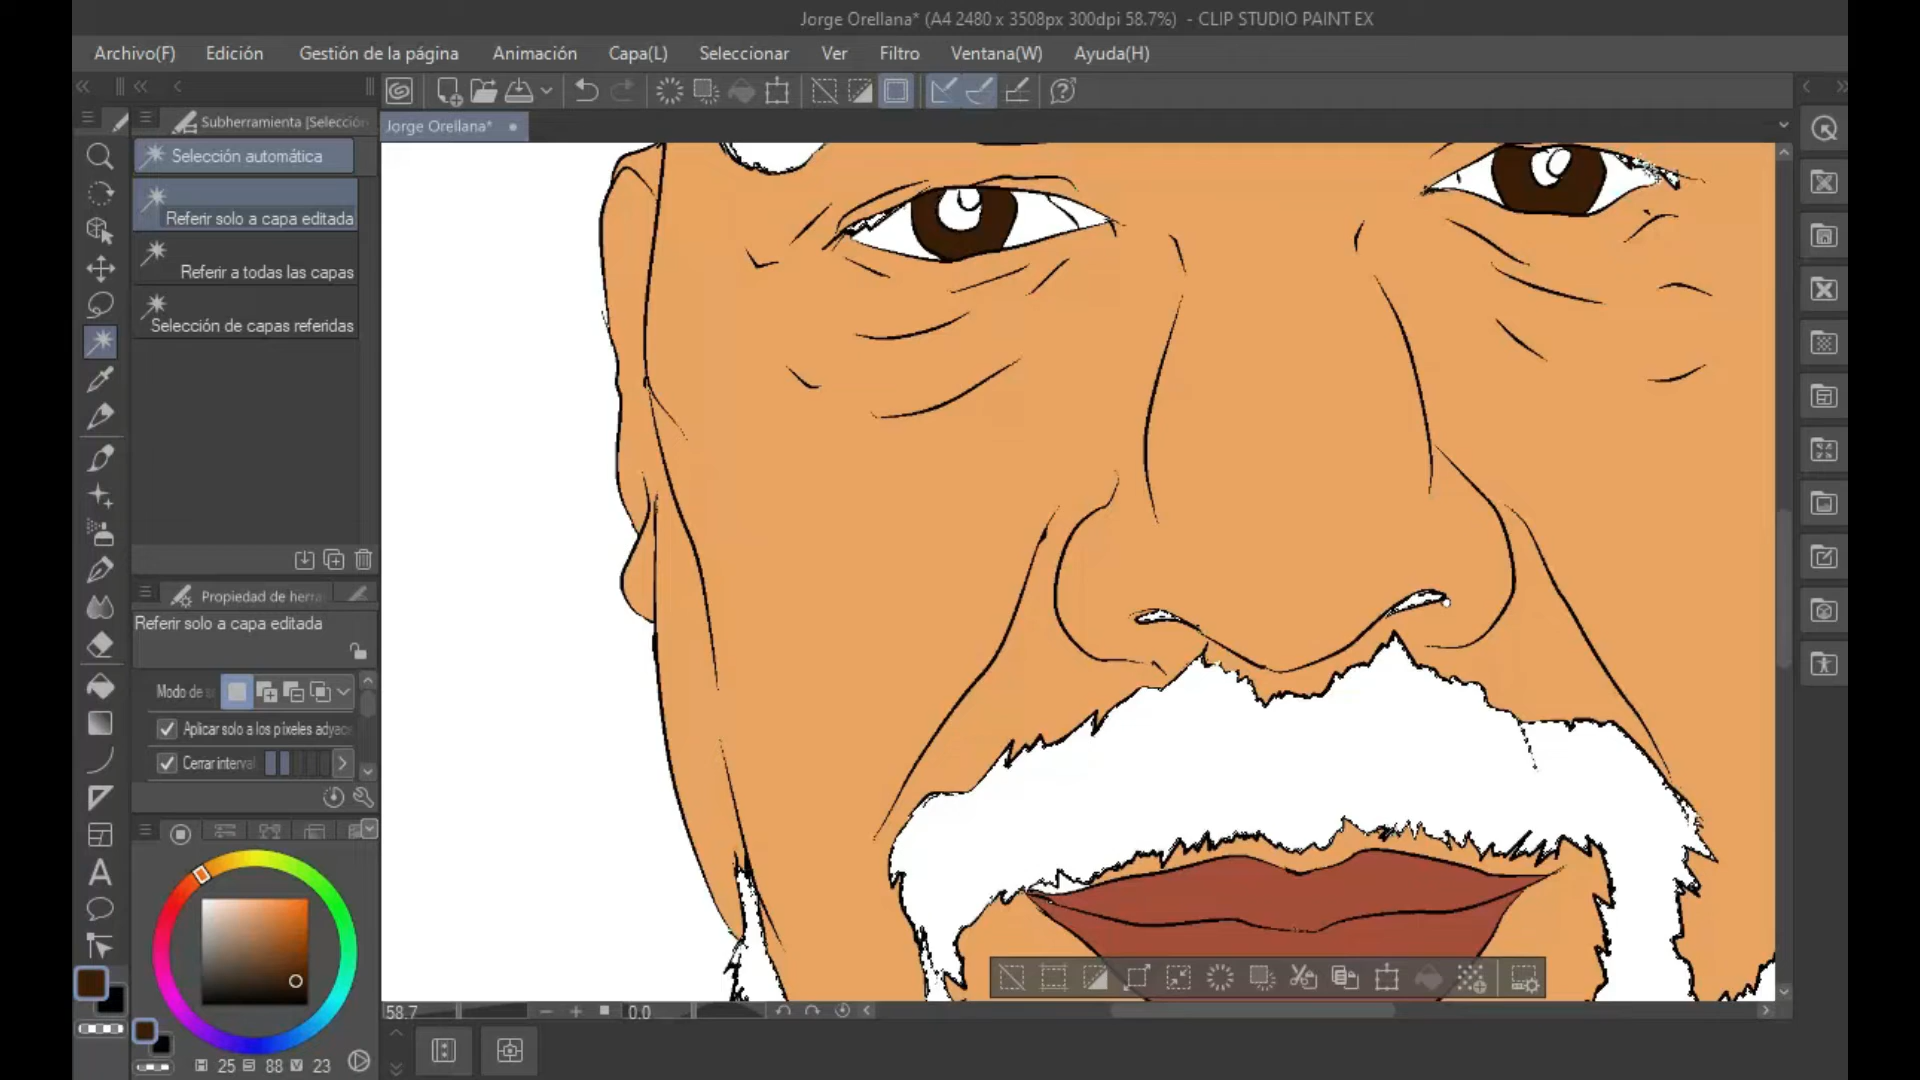 Jorge Orellana* (A4 2480 x 3508px 300dpi 58.7%) - CLIP STUDIO PAINT EX
Archivo(F) Edición Gestión de la página Animación Capa(L) Seleccionar Ver Filtro Ventana(W) Ayuda(H)
Subherramienta [Selección
Jorge Orellana*
Selección automática
Referir solo a capa editada
Referir a todas las capas
Selección de capas referidas
Propiedad de herra
Referir solo a capa editada
Modo de
Aplicar solo a los píxeles adyac
Cerrar interva
58.7 0.0
H 25 S 88 V 23